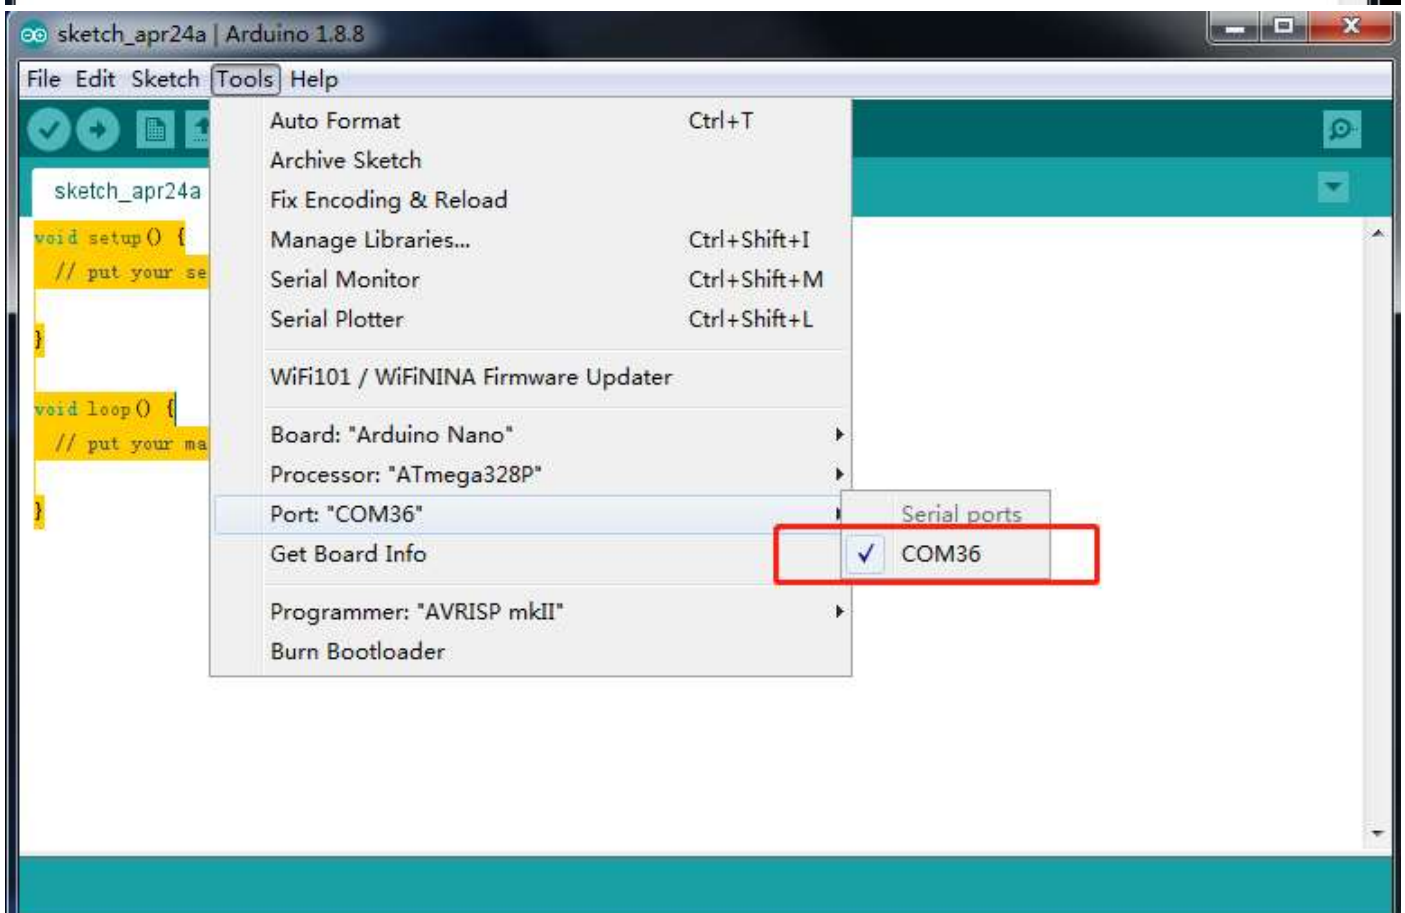 sketch_apr24a | Arduino 1.8.8
File Edit Sketch Tools Help
Auto Format Ctrl+T
Archive Sketch
sketch_apr24a
Fix Encoding & Reload
void setup() {
Manage Libraries... Ctrl+Shift+I
// put your se
Serial Monitor Ctrl+Shift+M
Serial Plotter Ctrl+Shift+L
}
WiFi101 / WiFiNINA Firmware Updater
void loop() {
Board: "Arduino Nano"
// put your ma
Processor: "ATmega328P"
}
Port: "COM36" Serial ports
Get Board Info COM36
Programmer: "AVRISP mkII"
Burn Bootloader